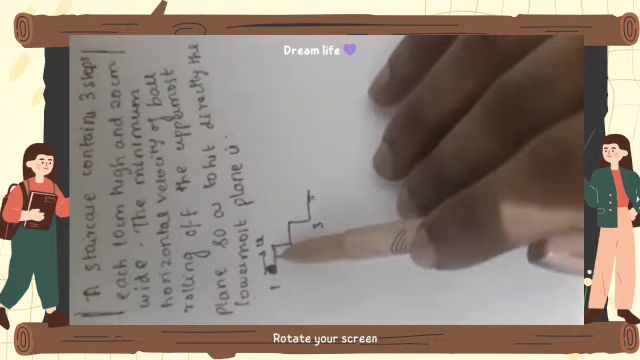 Dream life 💜
A staircase contains 3 steps
each 10cm high and 20cm
wide. The minimum
horizontal velocity of ball
rolling off the uppermost
plane so as to hit directly the
lowermost plane is:
1
u
3
Rotate your screen